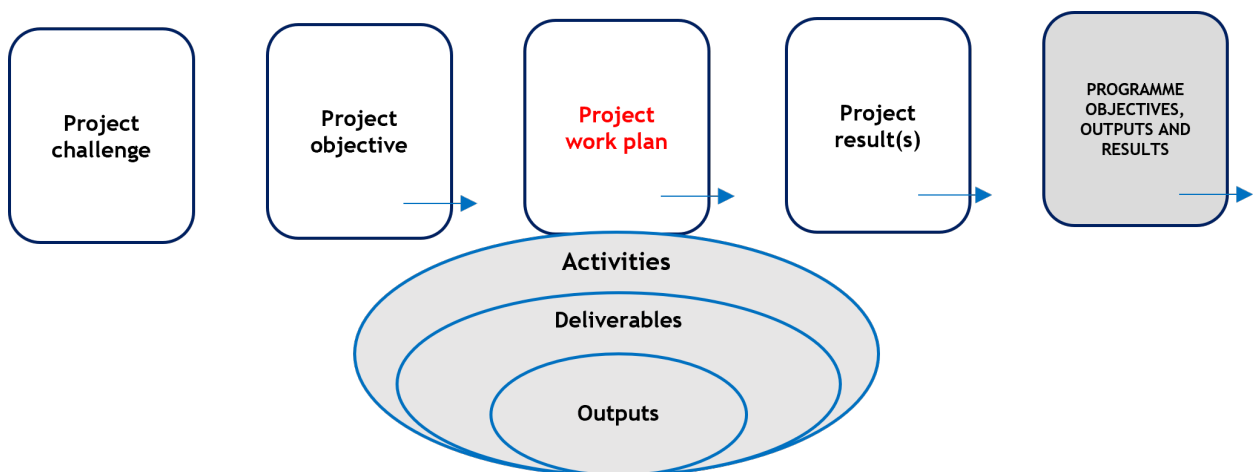 Project
challenge
Project
objective
Project
work plan
Project
result(s)
PROGRAMME
OBJECTIVES,
OUTPUTS AND
RESULTS
Activities
Deliverables
Outputs